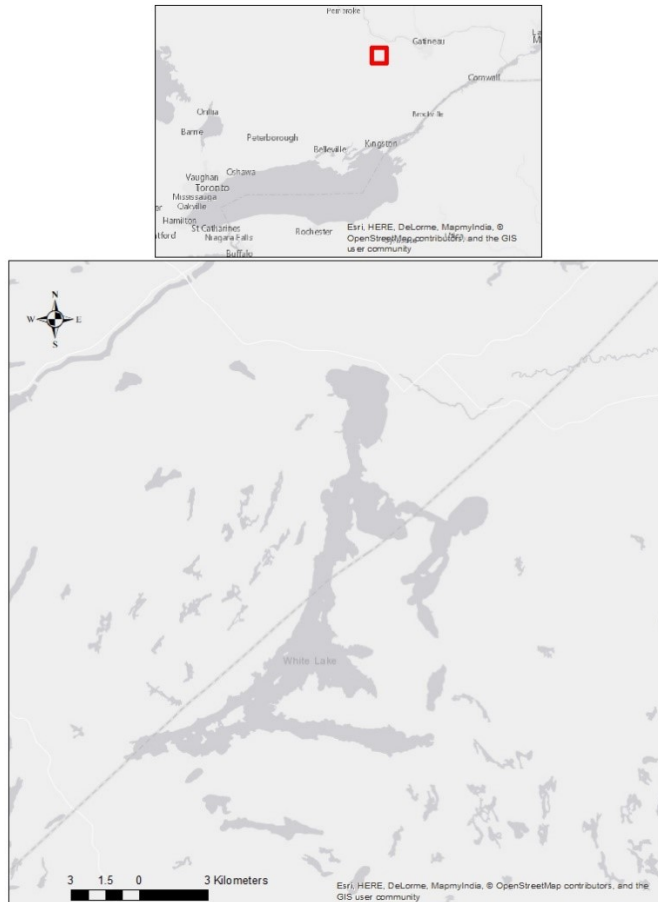 Pembroke
Gatineau
Cornwall
Brockville
Orillia
Barrie
Peterborough
Belleville
Kingston
Vaughan
Oshawa
Toronto
Mississauga
Oakville
Hamilton
St.Catharines
Niagara Falls
Rochester
Buffalo
Esri, HERE, DeLorme, MapmyIndia, ©
OpenStreetMap contributors, and the GIS
user community
N
W
E
S
White Lake
3 1.5 0 3 Kilometers
Esri, HERE, DeLorme, MapmyIndia, © OpenStreetMap contributors, and the
GIS user community